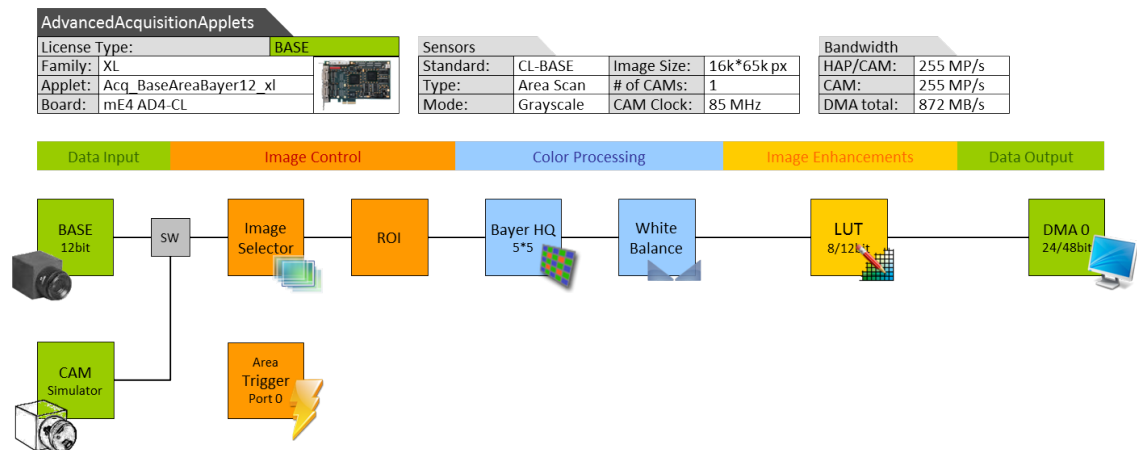 AdvancedAcquisitionApplets
License Type: BASE
Family: XL
Applet: Acq_BaseAreaBayer12_xl
Board: mE4 AD4-CL
Sensors
Standard: CL-BASE Image Size: 16k*65k px
Type: Area Scan # of CAMs: 1
Mode: Grayscale CAM Clock: 85 MHz
Bandwidth
HAP/CAM: 255 MP/s
CAM: 255 MP/s
DMA total: 872 MB/s
Data Input Image Control Color Processing Image Enhancements Data Output
BASE
12bit
SW
Image
Selector
ROI
Bayer HQ
5*5
White
Balance
LUT
8/12bit
DMA 0
24/48bit
CAM
Simulator
Area
Trigger
Port 0